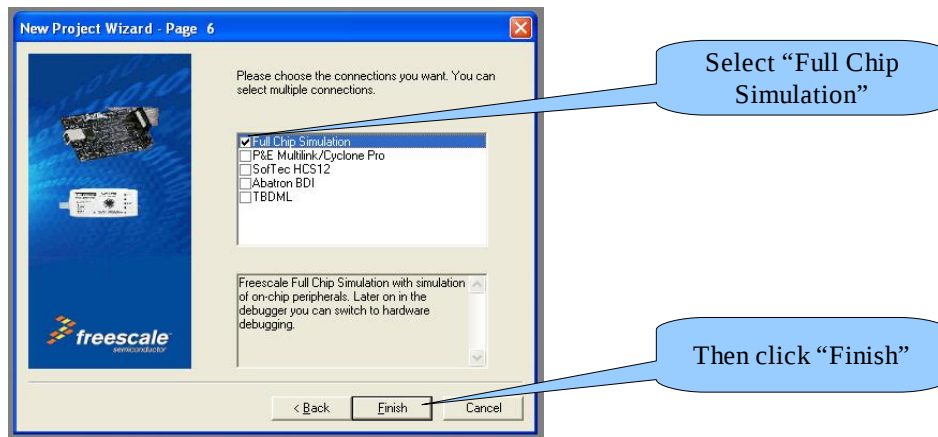 New Project Wizard - Page 6
Please choose the connections you want. You can
select multiple connections.
Full Chip Simulation
P&E Multilink/Cyclone Pro
SofTec HCS12
Abatron BDI
TBDML
Freescale Full Chip Simulation with simulation
of on-chip peripherals. Later on in the
debugger you can switch to hardware
debugging.
freescale
semiconductor
< Back
Finish
Cancel
Select “Full Chip
Simulation”
Then click “Finish”